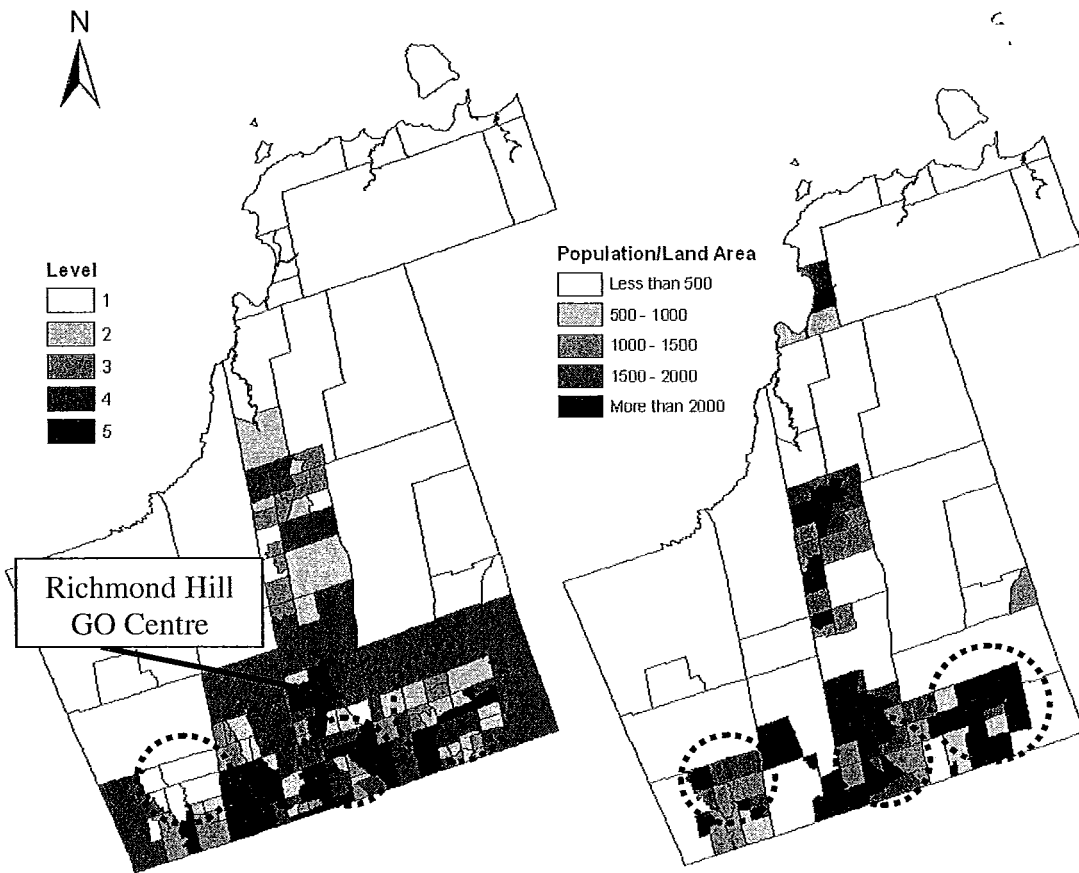 N
Level
1
2
3
4
5
Population/Land Area
Less than 500
500 - 1000
1000 - 1500
1500 - 2000
More than 2000
Richmond Hill
GO Centre